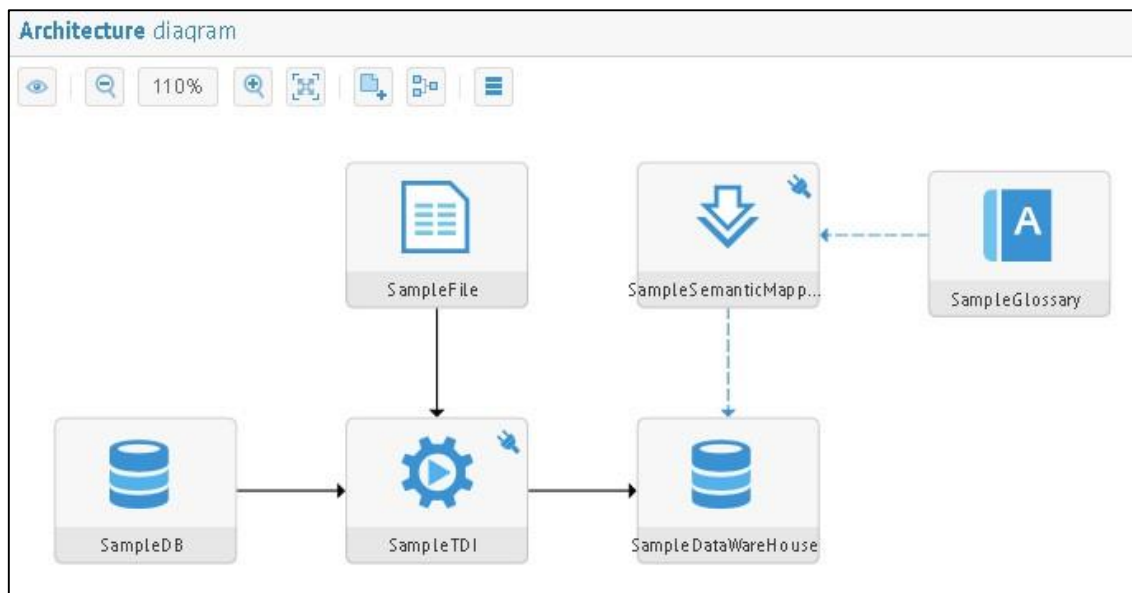 Architecture diagram
110%
SampleFile
SampleSemanticMapp...
A
SampleGlossary
SampleDB
SampleTDI
SampleDataWareHouse